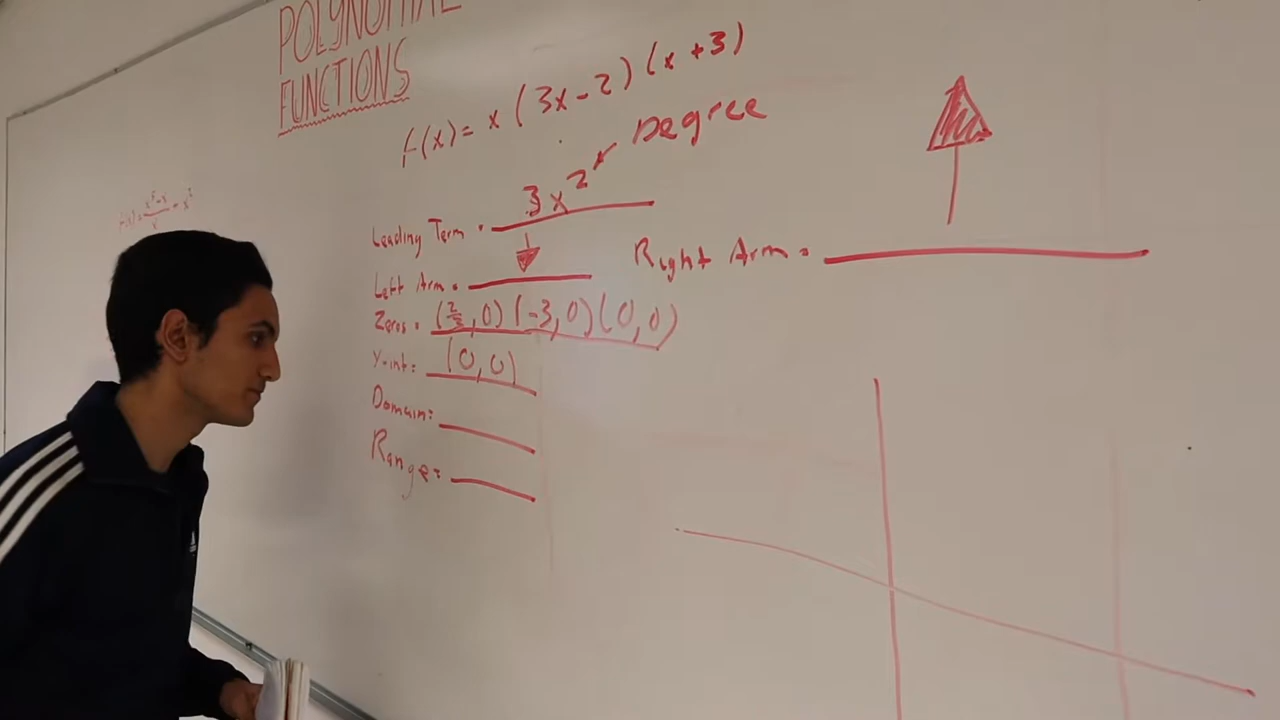 POLYNOMIAL
FUNCTIONS
f(x) = x (3x-2) (x+3)
Degree
Leading Term = 3x²
Left Arm = Right Arm =
Zeros = (2/3, 0) (-3, 0) (0, 0)
Y-int: (0, 0)
Domain:
Range: